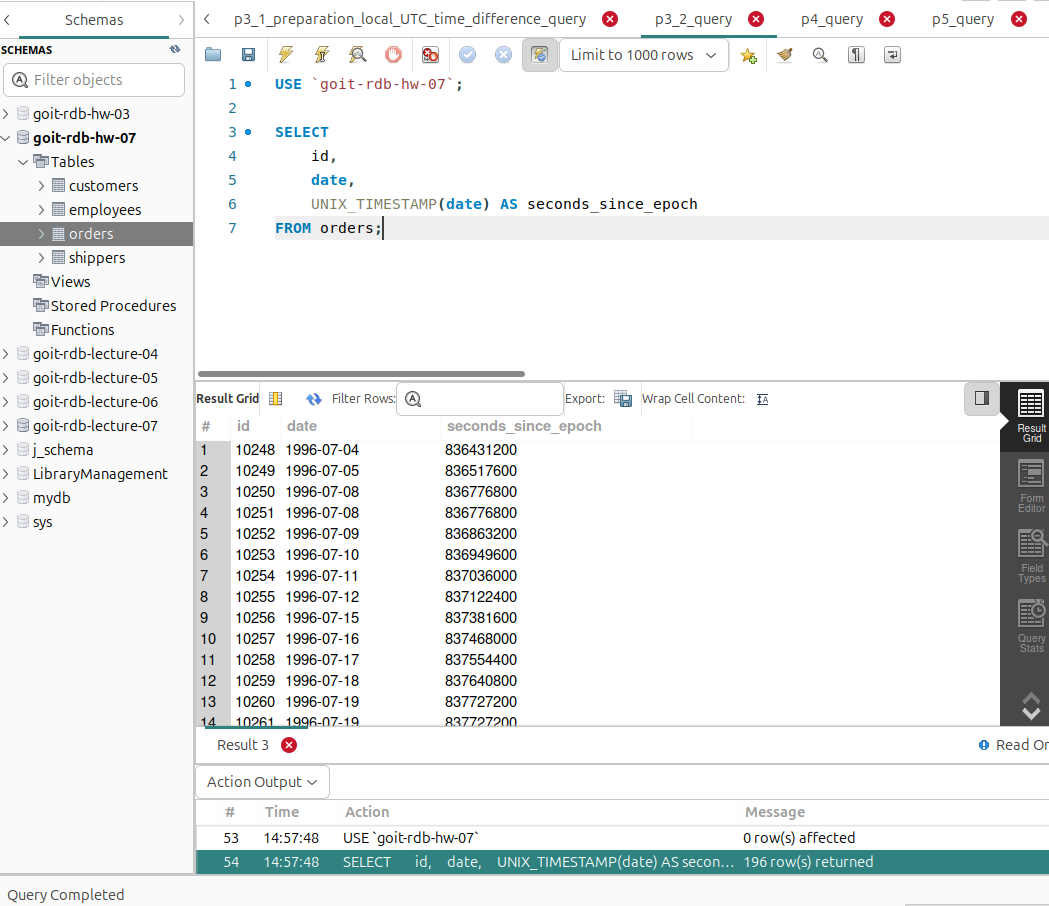 Schemas
SCHEMAS
Filter objects
goit-rdb-hw-03
goit-rdb-hw-07
Tables
customers
employees
orders
shippers
Views
Stored Procedures
Functions
goit-rdb-lecture-04
goit-rdb-lecture-05
goit-rdb-lecture-06
goit-rdb-lecture-07
j_schema
LibraryManagement
mydb
sys
p3_1_preparation_local_UTC_time_difference_query p3_2_query p4_query p5_query
Limit to 1000 rows
1 USE `goit-rdb-hw-07`;
2
3 SELECT
4 id,
5 date,
6 UNIX_TIMESTAMP(date) AS seconds_since_epoch
7 FROM orders;
Result Grid Filter Rows: Export: Wrap Cell Content:
# id date seconds_since_epoch
1 10248 1996-07-04 836431200
2 10249 1996-07-05 836517600
3 10250 1996-07-08 836776800
4 10251 1996-07-08 836776800
5 10252 1996-07-09 836863200
6 10253 1996-07-10 836949600
7 10254 1996-07-11 837036000
8 10255 1996-07-12 837122400
9 10256 1996-07-15 837381600
10 10257 1996-07-16 837468000
11 10258 1996-07-17 837554400
12 10259 1996-07-18 837640800
13 10260 1996-07-19 837727200
14 10261 1996-07-19 837727200
Result
Grid
Form
Editor
Field
Types
Query
Stats
Result 3 Read Or
Action Output
# Time Action Message
53 14:57:48 USE `goit-rdb-hw-07` 0 row(s) affected
54 14:57:48 SELECT id, date, UNIX_TIMESTAMP(date) AS secon... 196 row(s) returned
Query Completed